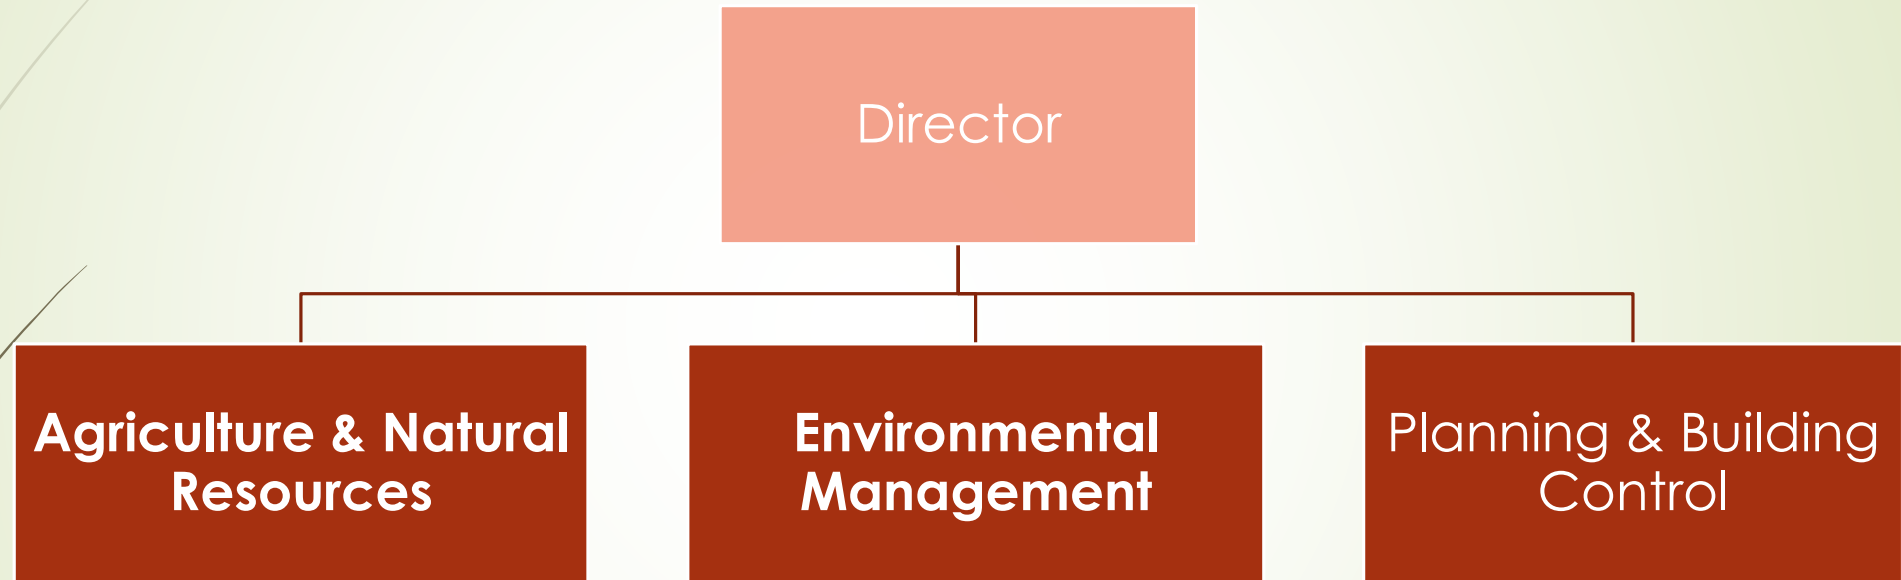 Director
Agriculture & Natural
Resources
Environmental
Management
Planning & Building
Control